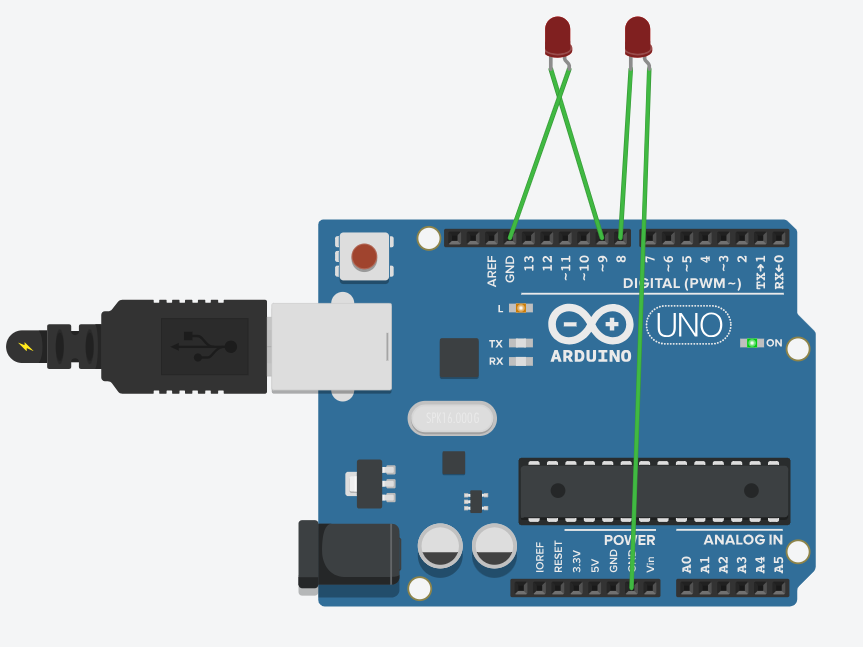 AREF
GND
13
12
~11
~10
~9
8
7
~6
~5
4
~3
2
TX→1
RX←0
DIGITAL (PWM~)
L
TX
RX
ARDUINO
UNO
ON
SPK16.000G
POWER
ANALOG IN
IOREF
RESET
3.3V
5V
GND
GND
Vin
A0
A1
A2
A3
A4
A5